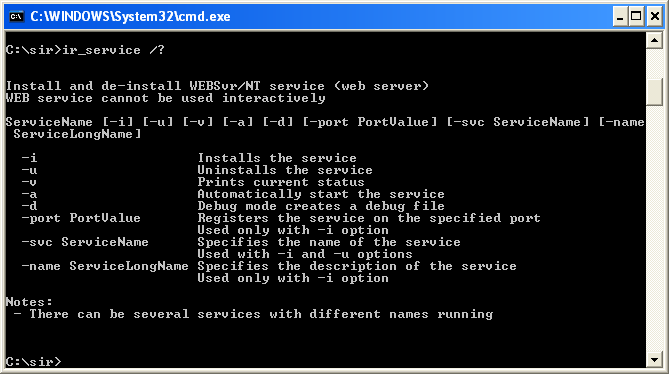 C:\WINDOWS\System32\cmd.exe
C:\sir>ir_service /?
Install and de-install WEBSvr/NT service (web server)
WEB service cannot be used interactively
ServiceName [-i] [-u] [-v] [-a] [-d] [-port PortValue] [-svc ServiceName] [-name
ServiceLongName]
-i Installs the service
-u Uninstalls the service
-v Prints current status
-a Automatically start the service
-d Debug mode creates a debug file
-port PortValue Registers the service on the specified port
Used only with -i option
-svc ServiceName Specifies the name of the service
Used with -i and -u options
-name ServiceLongName Specifies the description of the service
Used only with -i option
Notes:
- There can be several services with different names running
C:\sir>